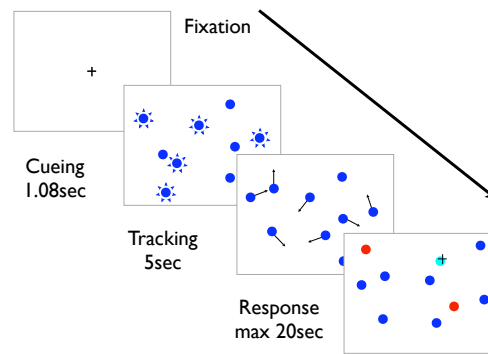 Fixation
Cueing
1.08sec
Tracking
5sec
Response
max 20sec